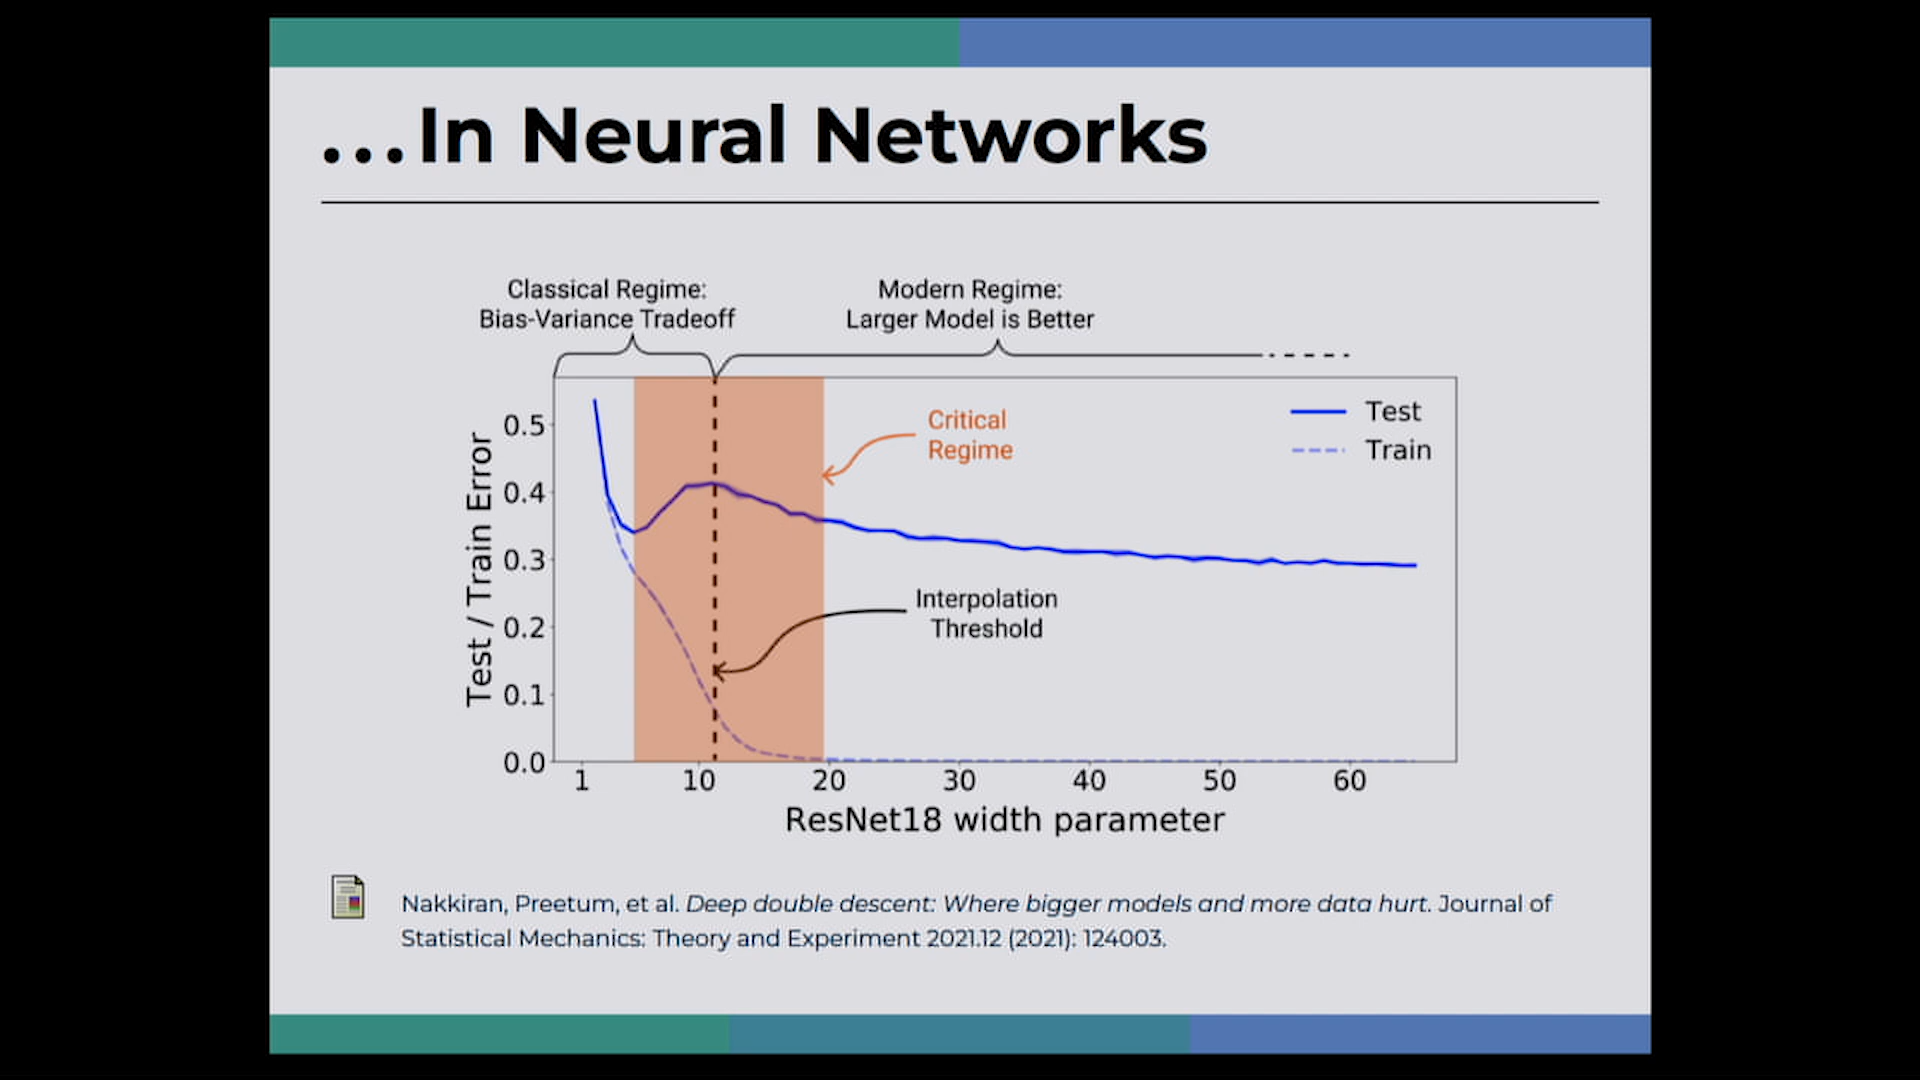 ...In Neural Networks
Classical Regime:
Bias-Variance Tradeoff
Modern Regime:
Larger Model is Better
Critical
Regime
Test
Train
Interpolation
Threshold
Test / Train Error
0.5
0.4
0.3
0.2
0.1
0.0
1 10 20 30 40 50 60
ResNet18 width parameter
Nakkiran, Preetum, et al. Deep double descent: Where bigger models and more data hurt. Journal of
Statistical Mechanics: Theory and Experiment 2021.12 (2021): 124003.